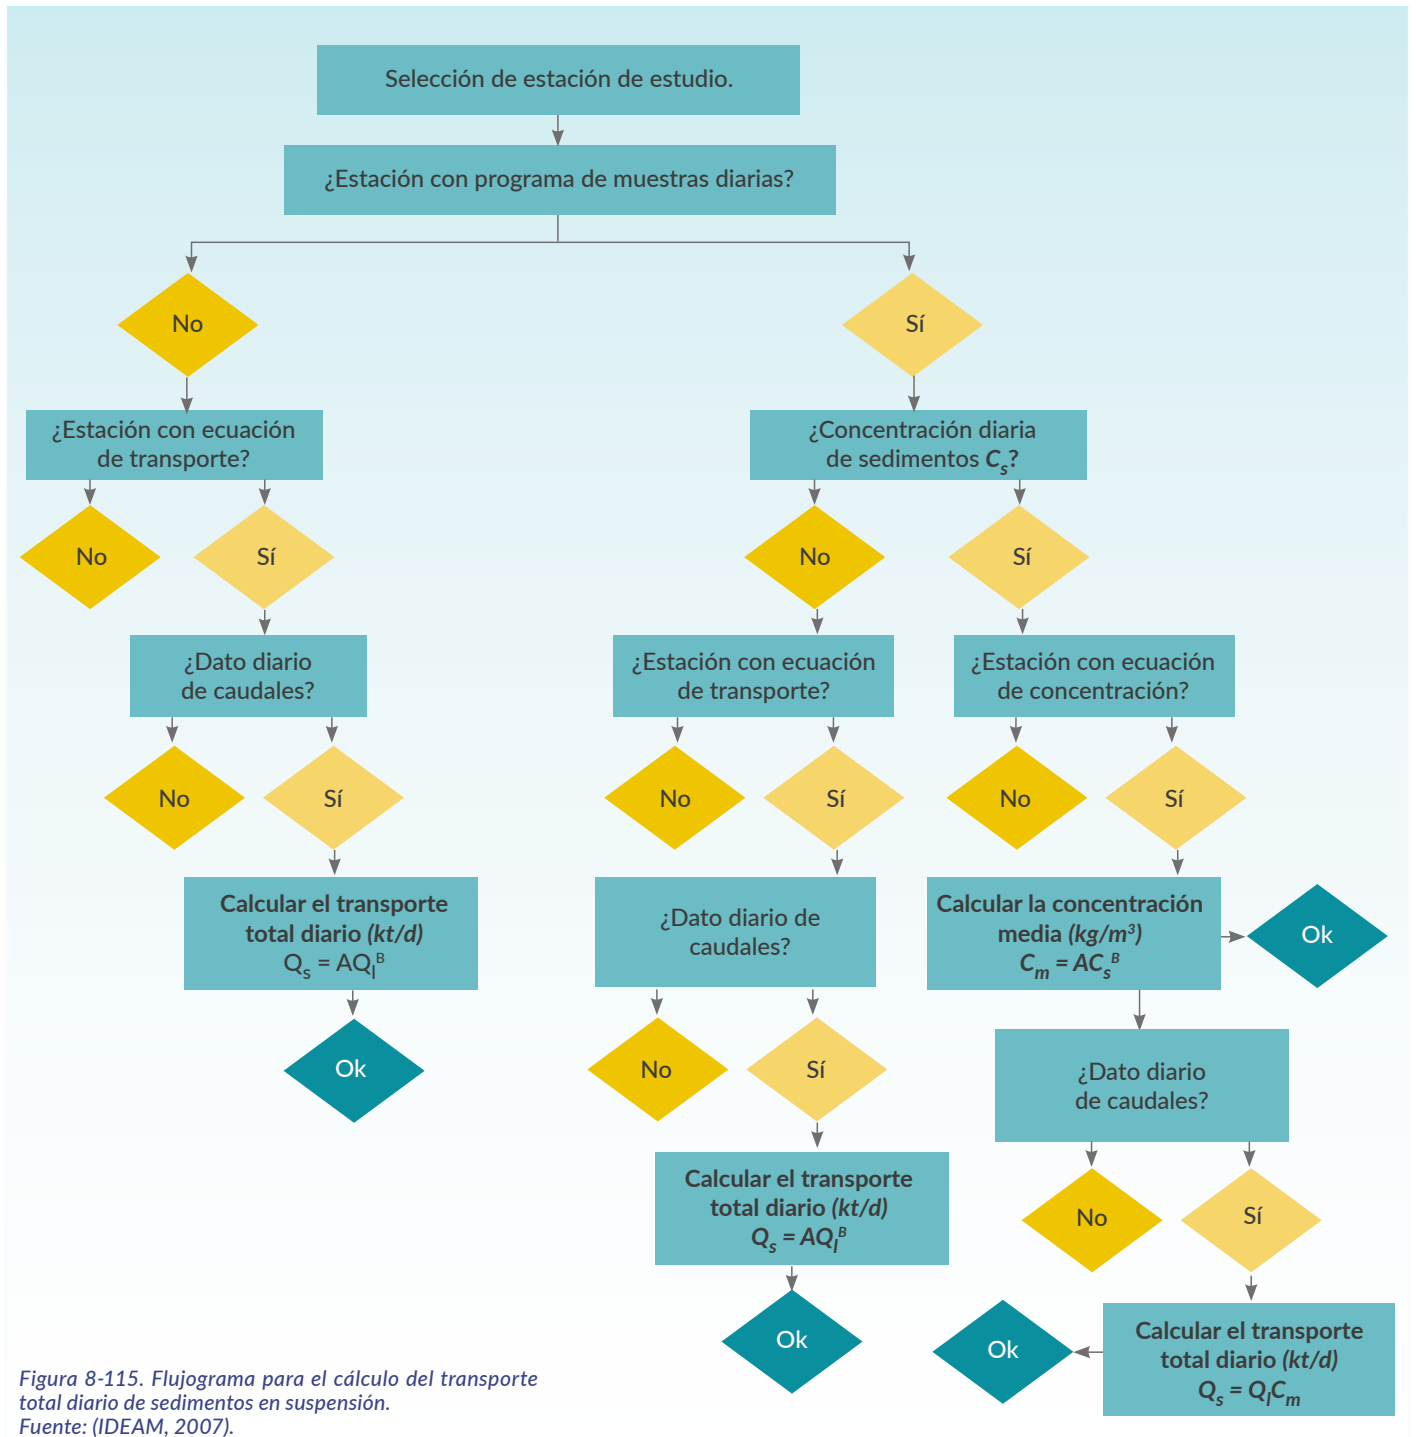 Selección de estación de estudio.
¿Estación con programa de muestras diarias?
No
Sí
¿Estación con ecuación
de transporte?
¿Concentración diaria
de sedimentos Cs?
No
Sí
No
Sí
¿Dato diario
de caudales?
¿Estación con ecuación
de transporte?
¿Estación con ecuación
de concentración?
No
Sí
No
Sí
No
Sí
Calcular el transporte
total diario (kt/d)
Qs = AQl^B
¿Dato diario de
caudales?
Calcular la concentración
media (kg/m³)
Cm = ACs^B
Ok
Ok
No
Sí
¿Dato diario
de caudales?
Calcular el transporte
total diario (kt/d)
Qs = AQl^B
No
Sí
Ok
Ok
Calcular el transporte
total diario (kt/d)
Qs = QlCm
Figura 8-115. Flujograma para el cálculo del transporte
total diario de sedimentos en suspensión.
Fuente: (IDEAM, 2007).